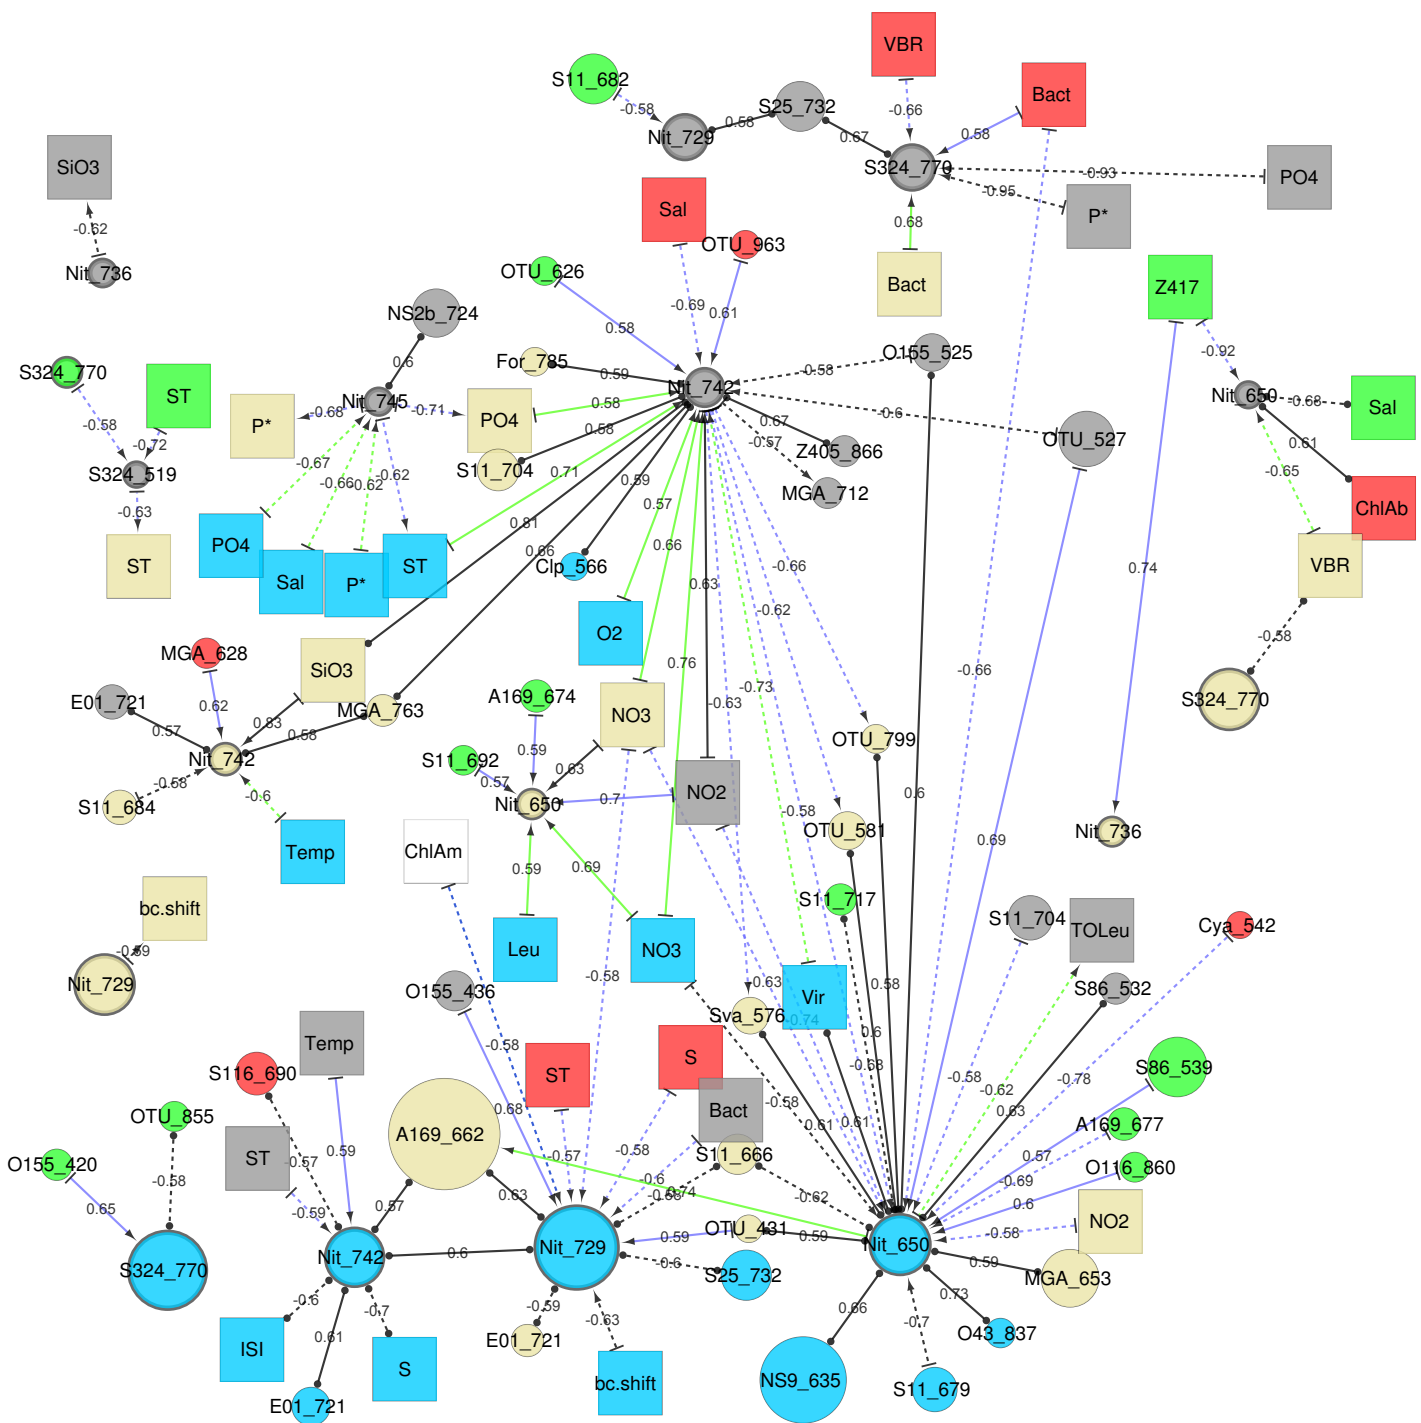 VBR
S11_682
Bact
-0.66
S25_732
-0.58
0.58
0.58
Nit_729
0.67
SiO3
S324_770
-0.93
PO4
-0.95
P*
Sal
-0.62
0.68
OTU_963
Nit_736
OTU_626
Bact
Z417
-0.69
0.61
NS2b_724
0.58
-0.92
O155_525
0.6
For_785
0.59
-0.58
S324_770
ST
Nit_742
Nit_650
-0.68
Sal
Nit_745
-0.71
0.58
-0.68
P*
PO4
-0.6
-0.58
0.58
0.67
-0.57
OTU_527
0.61
-0.72
Z405_866
-0.67
S11_704
S324_519
0.71
-0.65
-0.66
-0.62
-0.62
0.59
MGA_712
0.57
ChlAb
-0.63
0.81
PO4
0.66
0.66
ST
ST
Clp_566
-0.66
0.74
VBR
Sal
P*
0.63
-0.62
O2
-0.58
MGA_628
SiO3
0.76
-0.66
-0.73
E01_721
0.62
A169_674
S324_770
MGA_763
NO3
-0.63
0.83
0.57
0.58
OTU_799
0.59
Nit_742
S11_692
0.63
-0.58
0.57
0.7
NO2
0.6
S11_684
-0.6
Nit_650
-0.58
OTU_581
Nit_736
0.69
Temp
ChlAm
0.59
0.69
S11_717
bc.shift
S11_704
TOLeu
Cya_542
-0.69
Leu
NO3
Nit_729
-0.58
-0.63
0.58
O155_436
Vir
S86_532
Sva_576
-0.74
0.6
Temp
-0.58
S
S86_539
S116_690
ST
-0.68
-0.58
-0.78
-0.62
OTU_855
0.68
Bact
-0.58
0.63
A169_677
0.61
0.61
A169_662
0.59
-0.58
0.57
ST
O155_420
-0.57
-0.57
S11_666
O116_860
-0.58
-0.6
-0.69
0.63
-0.62
0.6
0.65
-0.59
0.57
NO2
OTU_431
-0.58
0.59
0.59
Nit_742
0.6
Nit_729
Nit_650
S324_770
-0.6
S25_732
0.59
MGA_653
-0.6
-0.7
-0.59
-0.63
0.73
0.66
-0.7
0.61
E01_721
O43_837
ISI
S
bc.shift
NS9_635
S11_679
E01_721